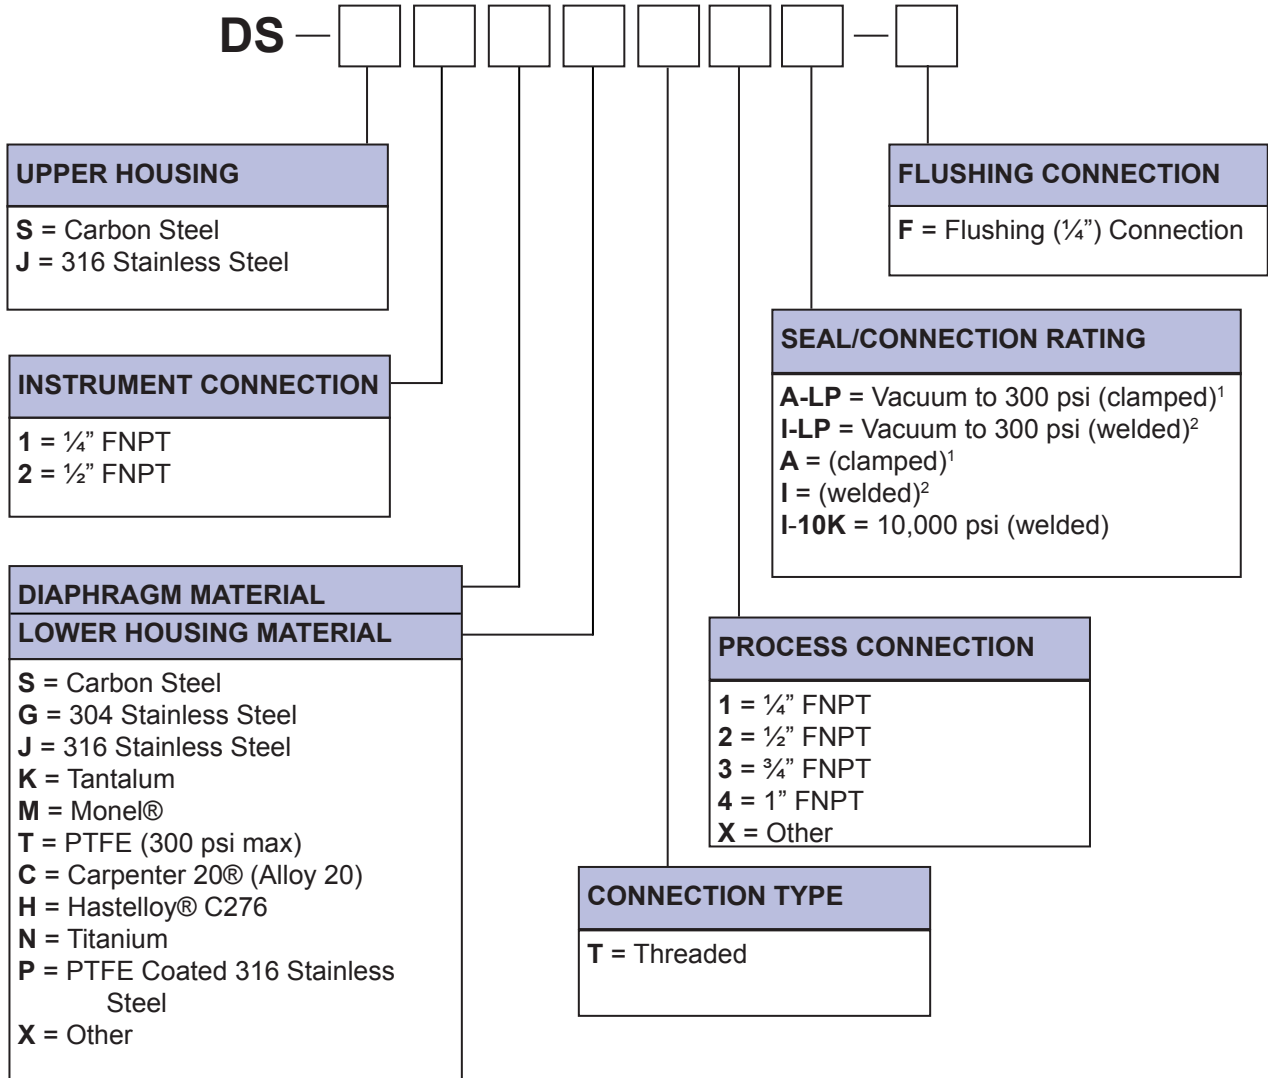 DS
UPPER HOUSING
S = Carbon Steel
J = 316 Stainless Steel
FLUSHING CONNECTION
F = Flushing (¼”) Connection
INSTRUMENT CONNECTION
1 = ¼” FNPT
2 = ½” FNPT
SEAL/CONNECTION RATING
A-LP = Vacuum to 300 psi (clamped)¹
I-LP = Vacuum to 300 psi (welded)²
A = (clamped)¹
I = (welded)²
I-10K = 10,000 psi (welded)
DIAPHRAGM MATERIAL
LOWER HOUSING MATERIAL
S = Carbon Steel
G = 304 Stainless Steel
J = 316 Stainless Steel
K = Tantalum
M = Monel®
T = PTFE (300 psi max)
C = Carpenter 20® (Alloy 20)
H = Hastelloy® C276
N = Titanium
P = PTFE Coated 316 Stainless
Steel
X = Other
PROCESS CONNECTION
1 = ¼” FNPT
2 = ½” FNPT
3 = ¾” FNPT
4 = 1” FNPT
X = Other
CONNECTION TYPE
T = Threaded